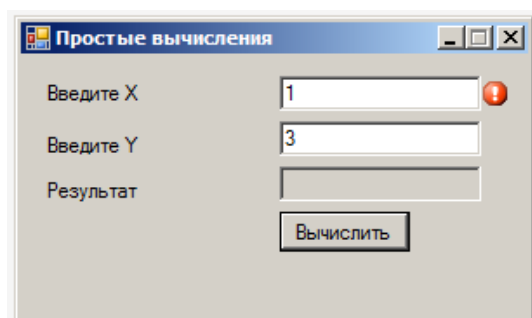 Простые вычисления
Введите X 1
Введите Y 3
Результат
Вычислить